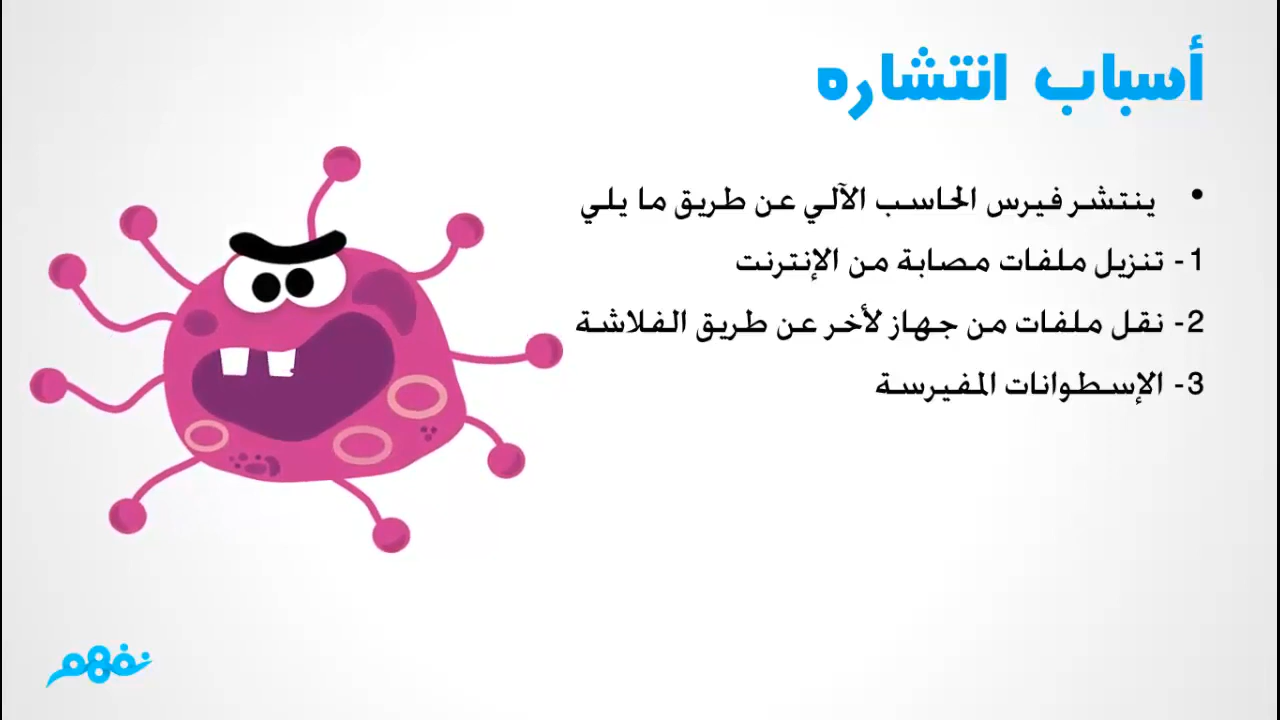 أسباب انتشاره
• ينتشر فيرس الحاسب الآلي عن طريق ما يلي
1- تنزيل ملفات مصابة من الإنترنت
2- نقل ملفات من جهاز لأخر عن طريق الفلاشة
3- الإسطوانات المفيرسة
نفهم